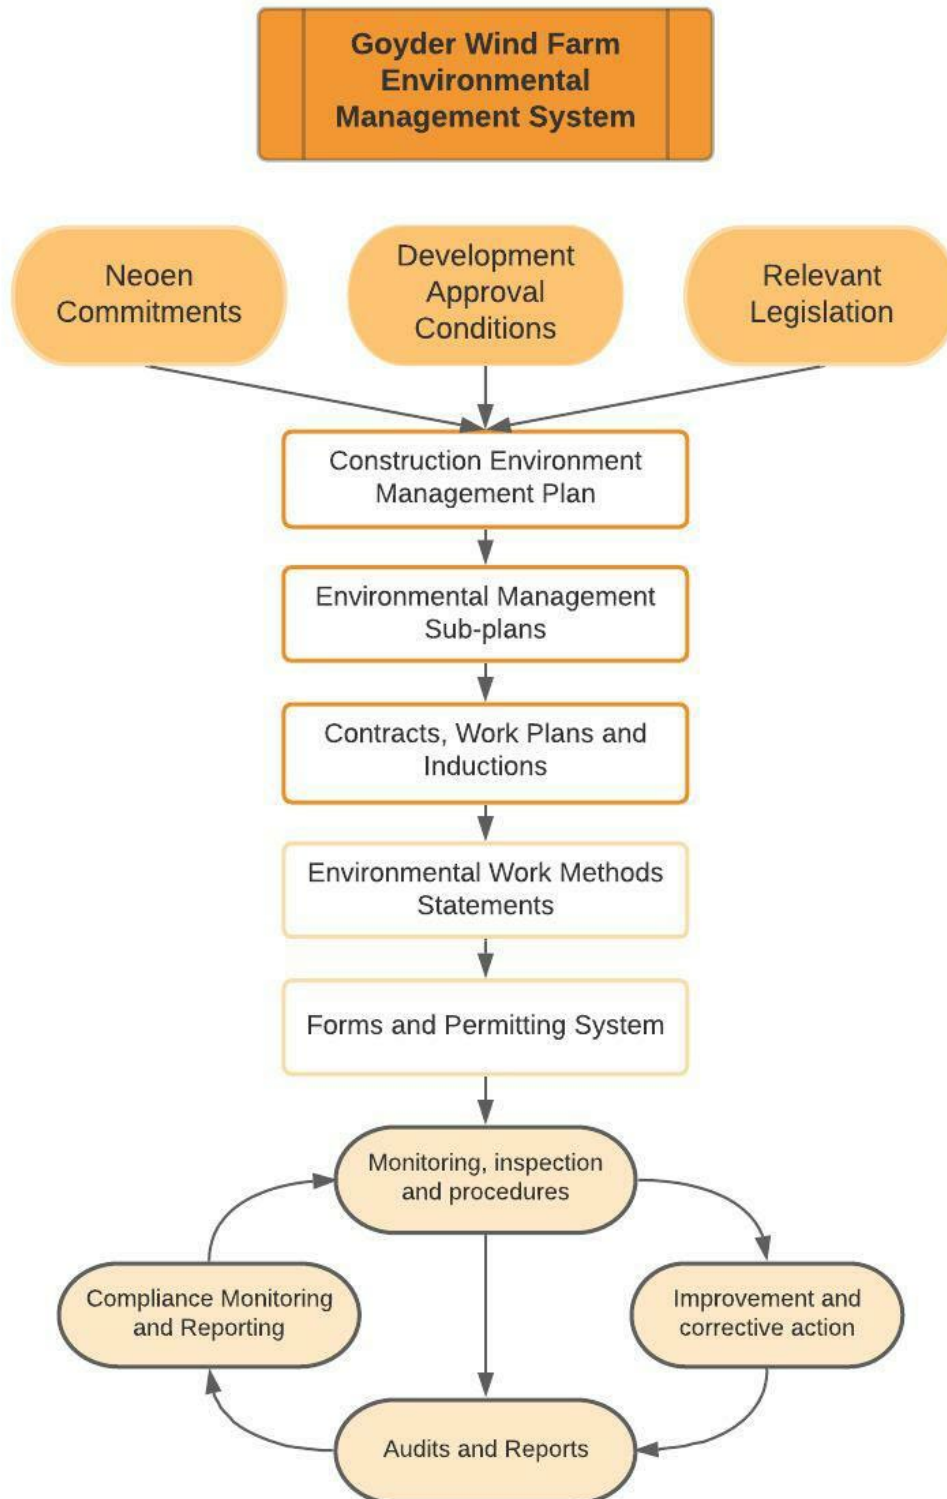 Goyder Wind Farm
Environmental
Management System
Neoen
Commitments
Development
Approval
Conditions
Relevant
Legislation
Construction Environment
Management Plan
Environmental Management
Sub-plans
Contracts, Work Plans and
Inductions
Environmental Work Methods
Statements
Forms and Permitting System
Monitoring, inspection
and procedures
Compliance Monitoring
and Reporting
Improvement and
corrective action
Audits and Reports